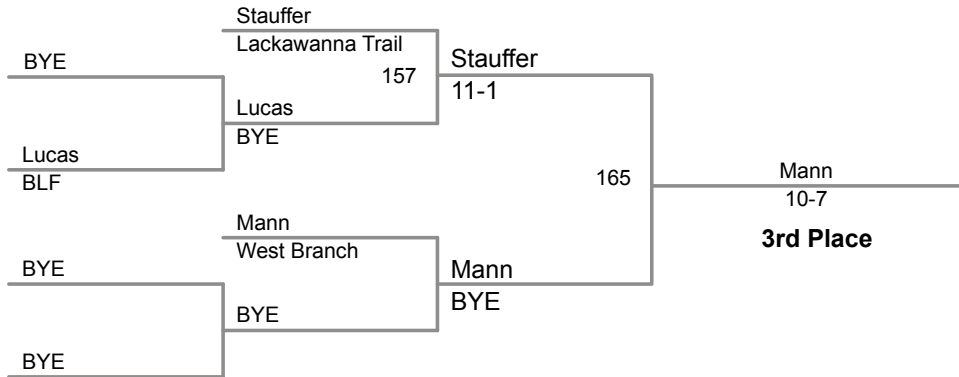 Stauffer
Lackawanna Trail
BYE
157
Stauffer
11-1
Lucas
BYE
Lucas
BLF
165
Mann
10-7
3rd Place
Mann
West Branch
BYE
Mann
BYE
BYE
BYE